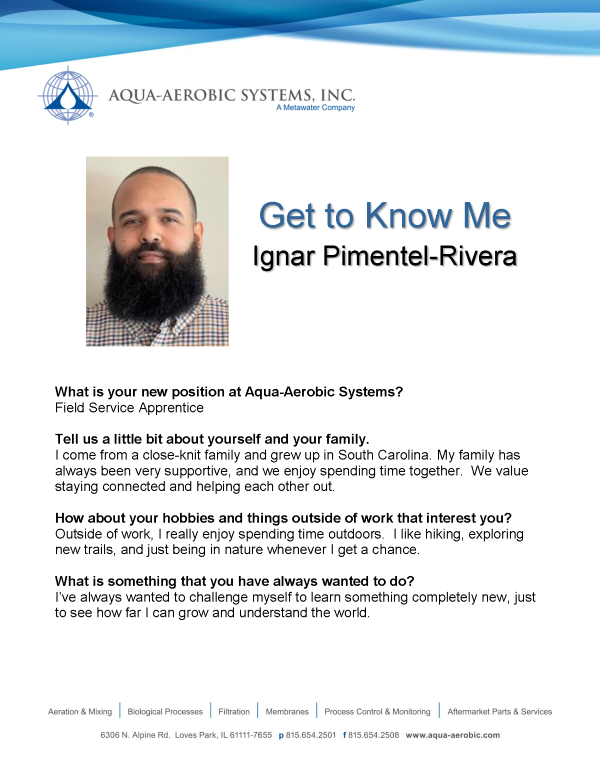 AQUA-AEROBIC SYSTEMS, INC.
A Metawater Company
®
Get to Know Me
Ignar Pimentel-Rivera
What is your new position at Aqua-Aerobic Systems?
Field Service Apprentice
Tell us a little bit about yourself and your family.
I come from a close-knit family and grew up in South Carolina. My family has
always been very supportive, and we enjoy spending time together.  We value
staying connected and helping each other out.
How about your hobbies and things outside of work that interest you?
Outside of work, I really enjoy spending time outdoors.  I like hiking, exploring
new trails, and just being in nature whenever I get a chance.
What is something that you have always wanted to do?
I’ve always wanted to challenge myself to learn something completely new, just
to see how far I can grow and understand the world.
Aeration & Mixing | Biological Processes | Filtration | Membranes | Process Control & Monitoring | Aftermarket Parts & Services
6306 N. Alpine Rd.  Loves Park, IL 61111-7655  p 815.654.2501  f 815.654.2508  www.aqua-aerobic.com